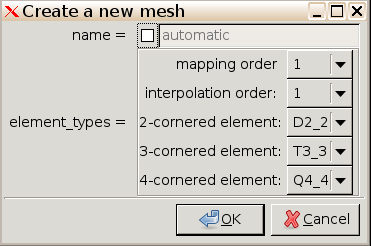 Create a new mesh
name = automatic
mapping order 1
interpolation order: 1
element_types =
2-cornered element: D2_2
3-cornered element: T3_3
4-cornered element: Q4_4
OK Cancel